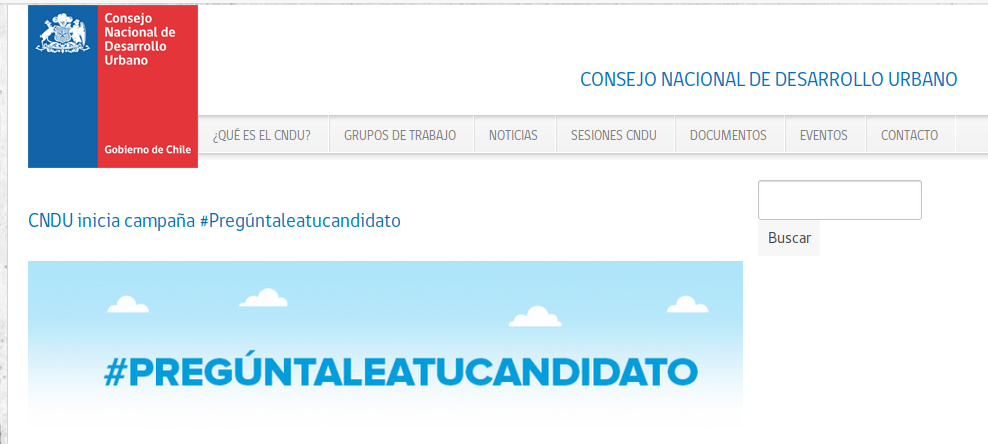 Consejo
Nacional de
Desarrollo
Urbano
Gobierno de Chile
CONSEJO NACIONAL DE DESARROLLO URBANO
¿QUÉ ES EL CNDU? GRUPOS DE TRABAJO NOTICIAS SESIONES CNDU DOCUMENTOS EVENTOS CONTACTO
CNDU inicia campaña #Pregúntaleatucandidato
Buscar
#PREGÚNTALEATUCANDIDATO